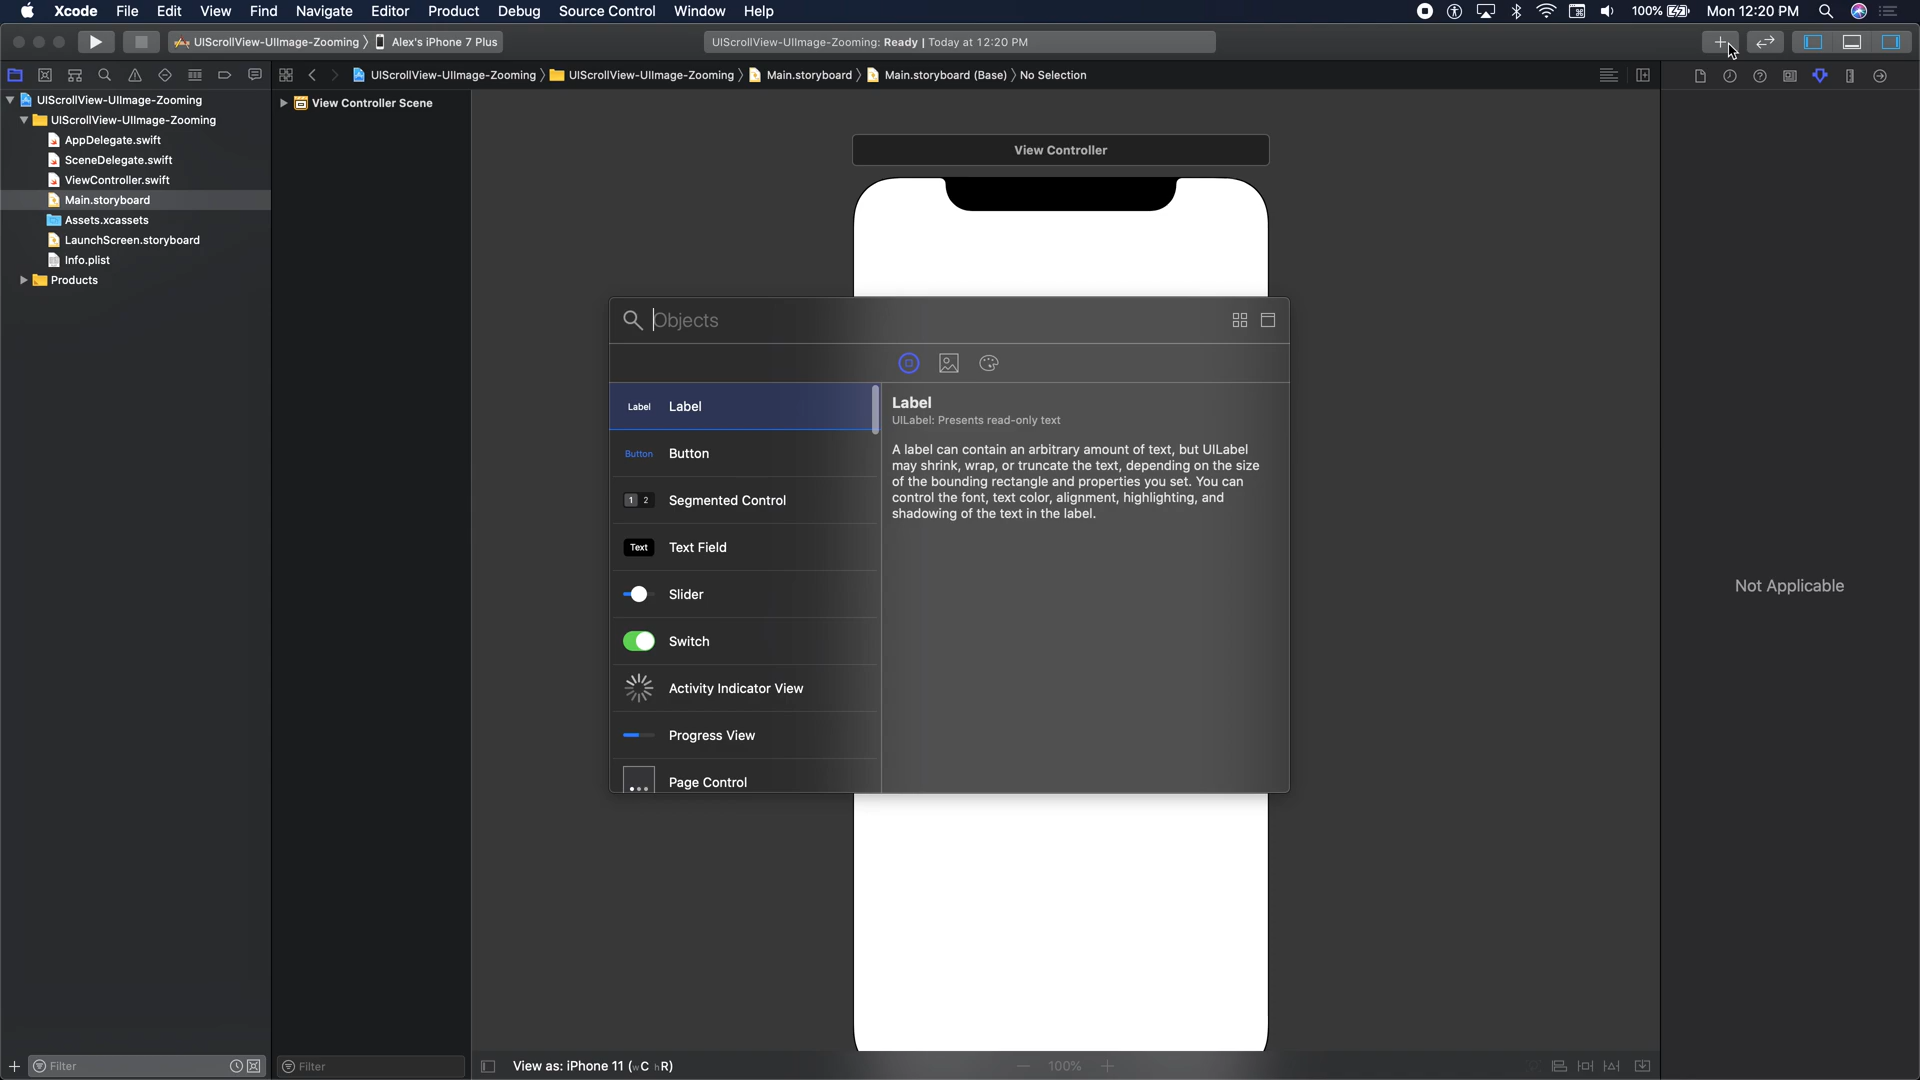 Xcode File Edit View Find Navigate Editor Product Debug Source Control Window Help 100% Mon 12:20 PM
UIScrollView-UIImage-Zooming Alex's iPhone 7 Plus UIScrollView-UIImage-Zooming: Ready | Today at 12:20 PM
UIScrollView-UIImage-Zooming UIScrollView-UIImage-Zooming Main.storyboard Main.storyboard (Base) No Selection
UIScrollView-UIImage-Zooming
UIScrollView-UIImage-Zooming
AppDelegate.swift
SceneDelegate.swift
ViewController.swift
Main.storyboard
Assets.xcassets
LaunchScreen.storyboard
Info.plist
Products
View Controller Scene
View Controller
Objects
Label Label
Button Button
1 2 Segmented Control
Text Text Field
Slider
Switch
Activity Indicator View
Progress View
Page Control
Label
UILabel: Presents read-only text
A label can contain an arbitrary amount of text, but UILabel
may shrink, wrap, or truncate the text, depending on the size
of the bounding rectangle and properties you set. You can
control the font, text color, alignment, highlighting, and
shadowing of the text in the label.
Not Applicable
Filter
Filter
View as: iPhone 11 (wC hR)
100%